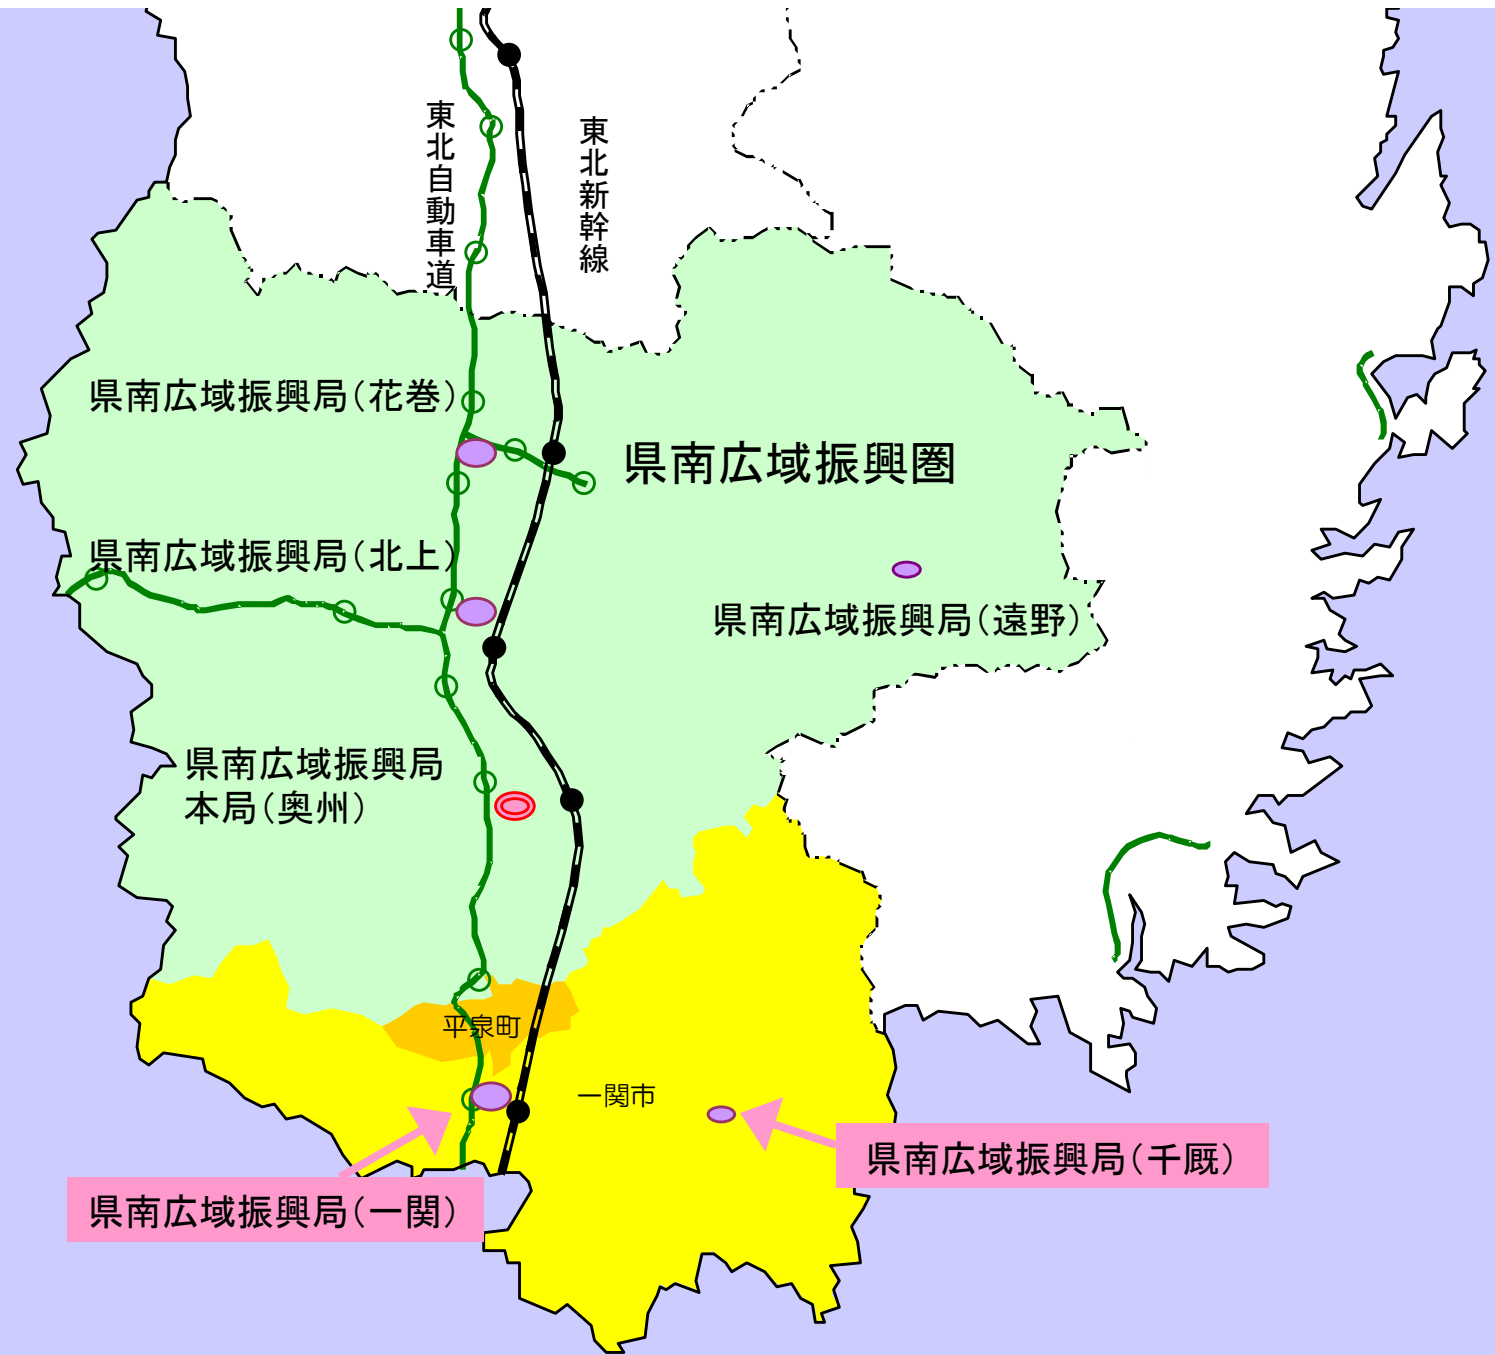 東北自動車道
東北新幹線
県南広域振興局(花巻)
県南広域振興圏
県南広域振興局(北上)
県南広域振興局(遠野)
県南広域振興局
本局(奥州)
平泉町
一関市
県南広域振興局(千厩)
県南広域振興局(一関)